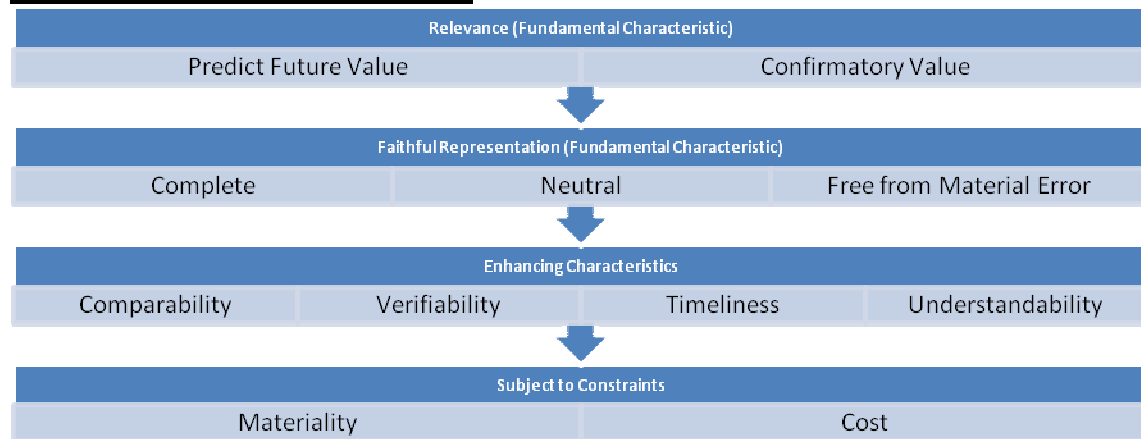 Relevance (Fundamental Characteristic)
Predict Future Value Confirmatory Value
Faithful Representation (Fundamental Characteristic)
Complete Neutral Free from Material Error
Enhancing Characteristics
Comparability Verifiability Timeliness Understandability
Subject to Constraints
Materiality Cost